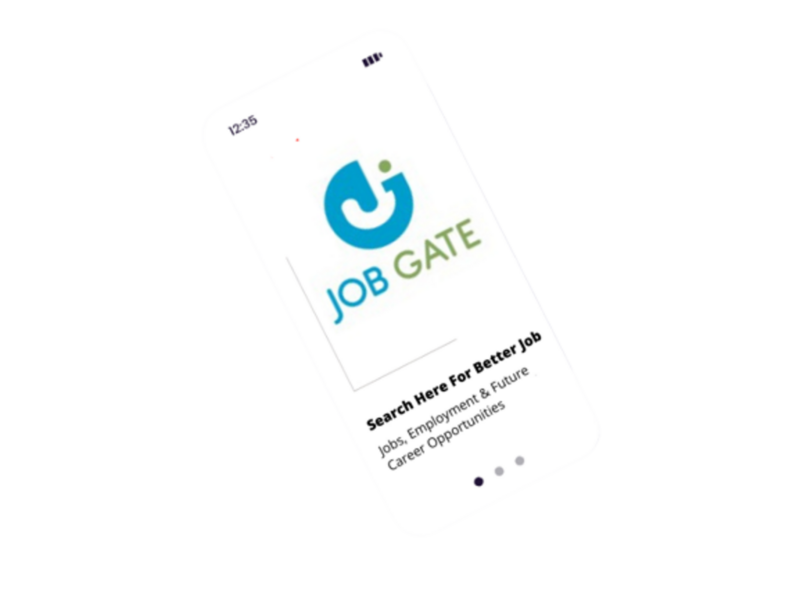 12:35
JOB GATE
Search Here For Better Job
Jobs, Employment & Future
Career Opportunities